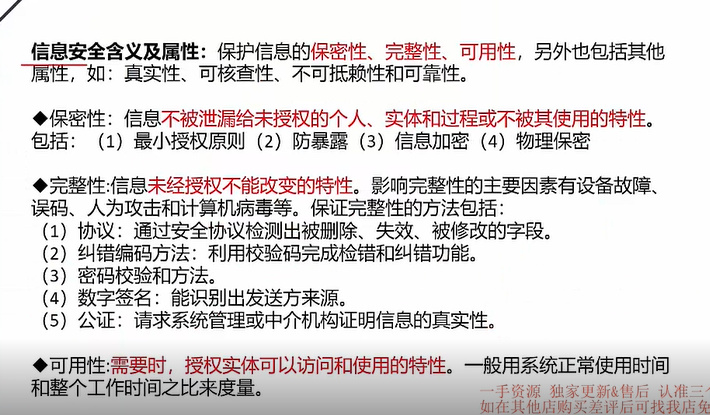 信息安全含义及属性：保护信息的保密性、完整性、可用性，另外也包括其他
属性，如：真实性、可核查性、不可抵赖性和可靠性。
◆保密性：信息不被泄漏给未授权的个人、实体和过程或不被其使用的特性。
包括：（1）最小授权原则（2）防暴露（3）信息加密（4）物理保密
◆完整性:信息未经授权不能改变的特性。影响完整性的主要因素有设备故障、
误码、人为攻击和计算机病毒等。保证完整性的方法包括：
（1）协议：通过安全协议检测出被删除、失效、被修改的字段。
（2）纠错编码方法：利用校验码完成检错和纠错功能。
（3）密码校验和方法。
（4）数字签名：能识别出发送方来源。
（5）公证：请求系统管理或中介机构证明信息的真实性。
◆可用性:需要时，授权实体可以访问和使用的特性。一般用系统正常使用时间
和整个工作时间之比来度量。
一手资源 独家更新&售后 认准三
如在其他店购买差评后可找我店免